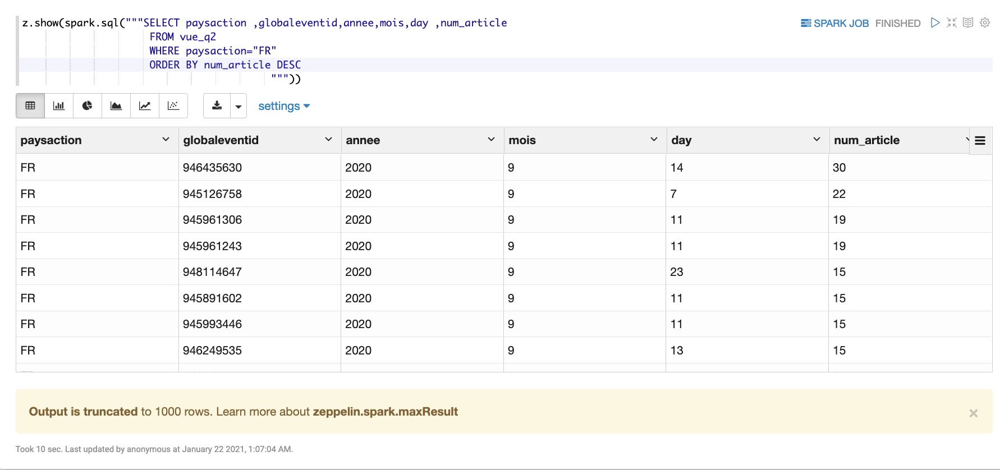 z.show(spark.sql("""SELECT paysaction ,globaleventid,annee,mois,day ,num_article
SPARK JOB FINISHED
FROM vue_q2
WHERE paysaction="FR"
ORDER BY num_article DESC
"""))
settings
paysaction globaleventid annee mois day num_article
FR 946435630 2020 9 14 30
FR 945126758 2020 9 7 22
FR 945961306 2020 9 11 19
FR 945961243 2020 9 11 19
FR 948114647 2020 9 23 15
FR 945891602 2020 9 11 15
FR 945993446 2020 9 11 15
FR 946249535 2020 9 13 15
Output is truncated to 1000 rows. Learn more about zeppelin.spark.maxResult
Took 10 sec. Last updated by anonymous at January 22 2021, 1:07:04 AM.